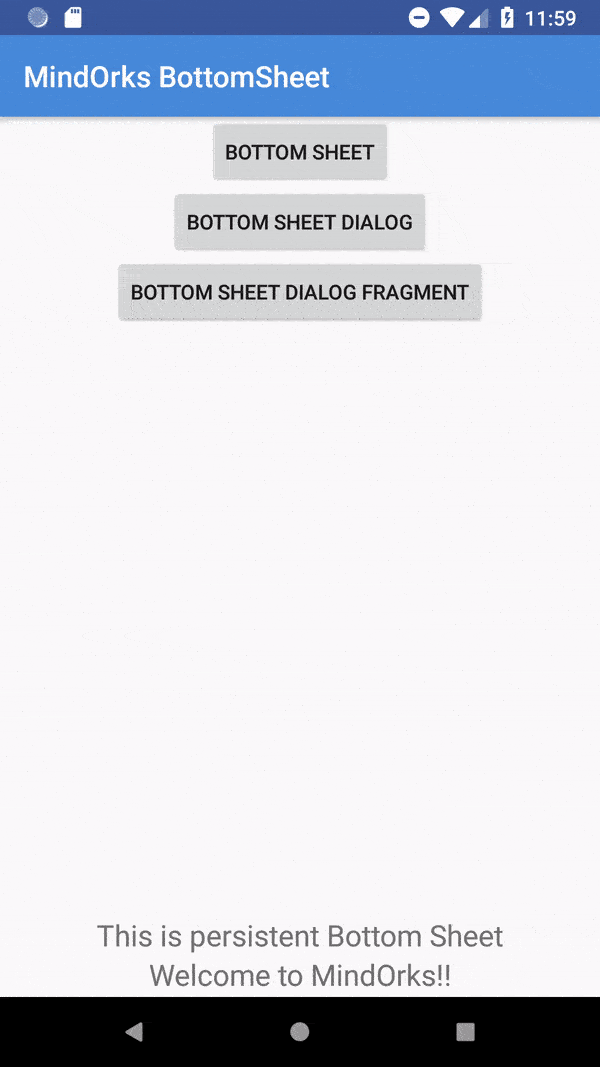 11:59
MindOrks BottomSheet
BOTTOM SHEET
BOTTOM SHEET DIALOG
BOTTOM SHEET DIALOG FRAGMENT
This is persistent Bottom Sheet
Welcome to MindOrks!!